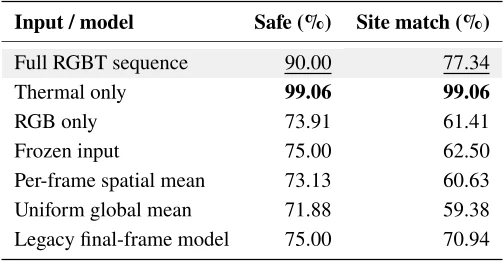 Input / model Safe (%) Site match (%)
Full RGBT sequence 90.00 77.34
Thermal only 99.06 99.06
RGB only 73.91 61.41
Frozen input 75.00 62.50
Per-frame spatial mean 73.13 60.63
Uniform global mean 71.88 59.38
Legacy final-frame model 75.00 70.94